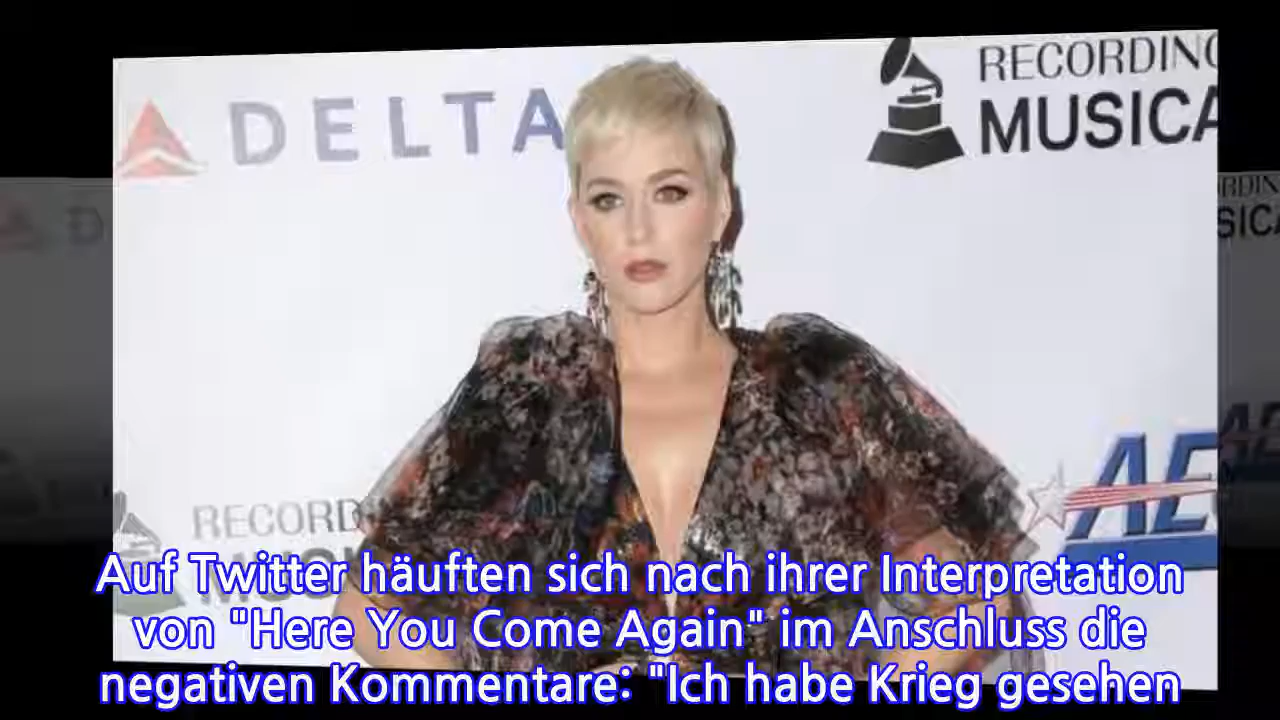 DELTA
RECORDING
MUSICA
RECORD
Auf Twitter häuften sich nach ihrer Interpretation
von "Here You Come Again" im Anschluss die
negativen Kommentare: "Ich habe Krieg gesehen